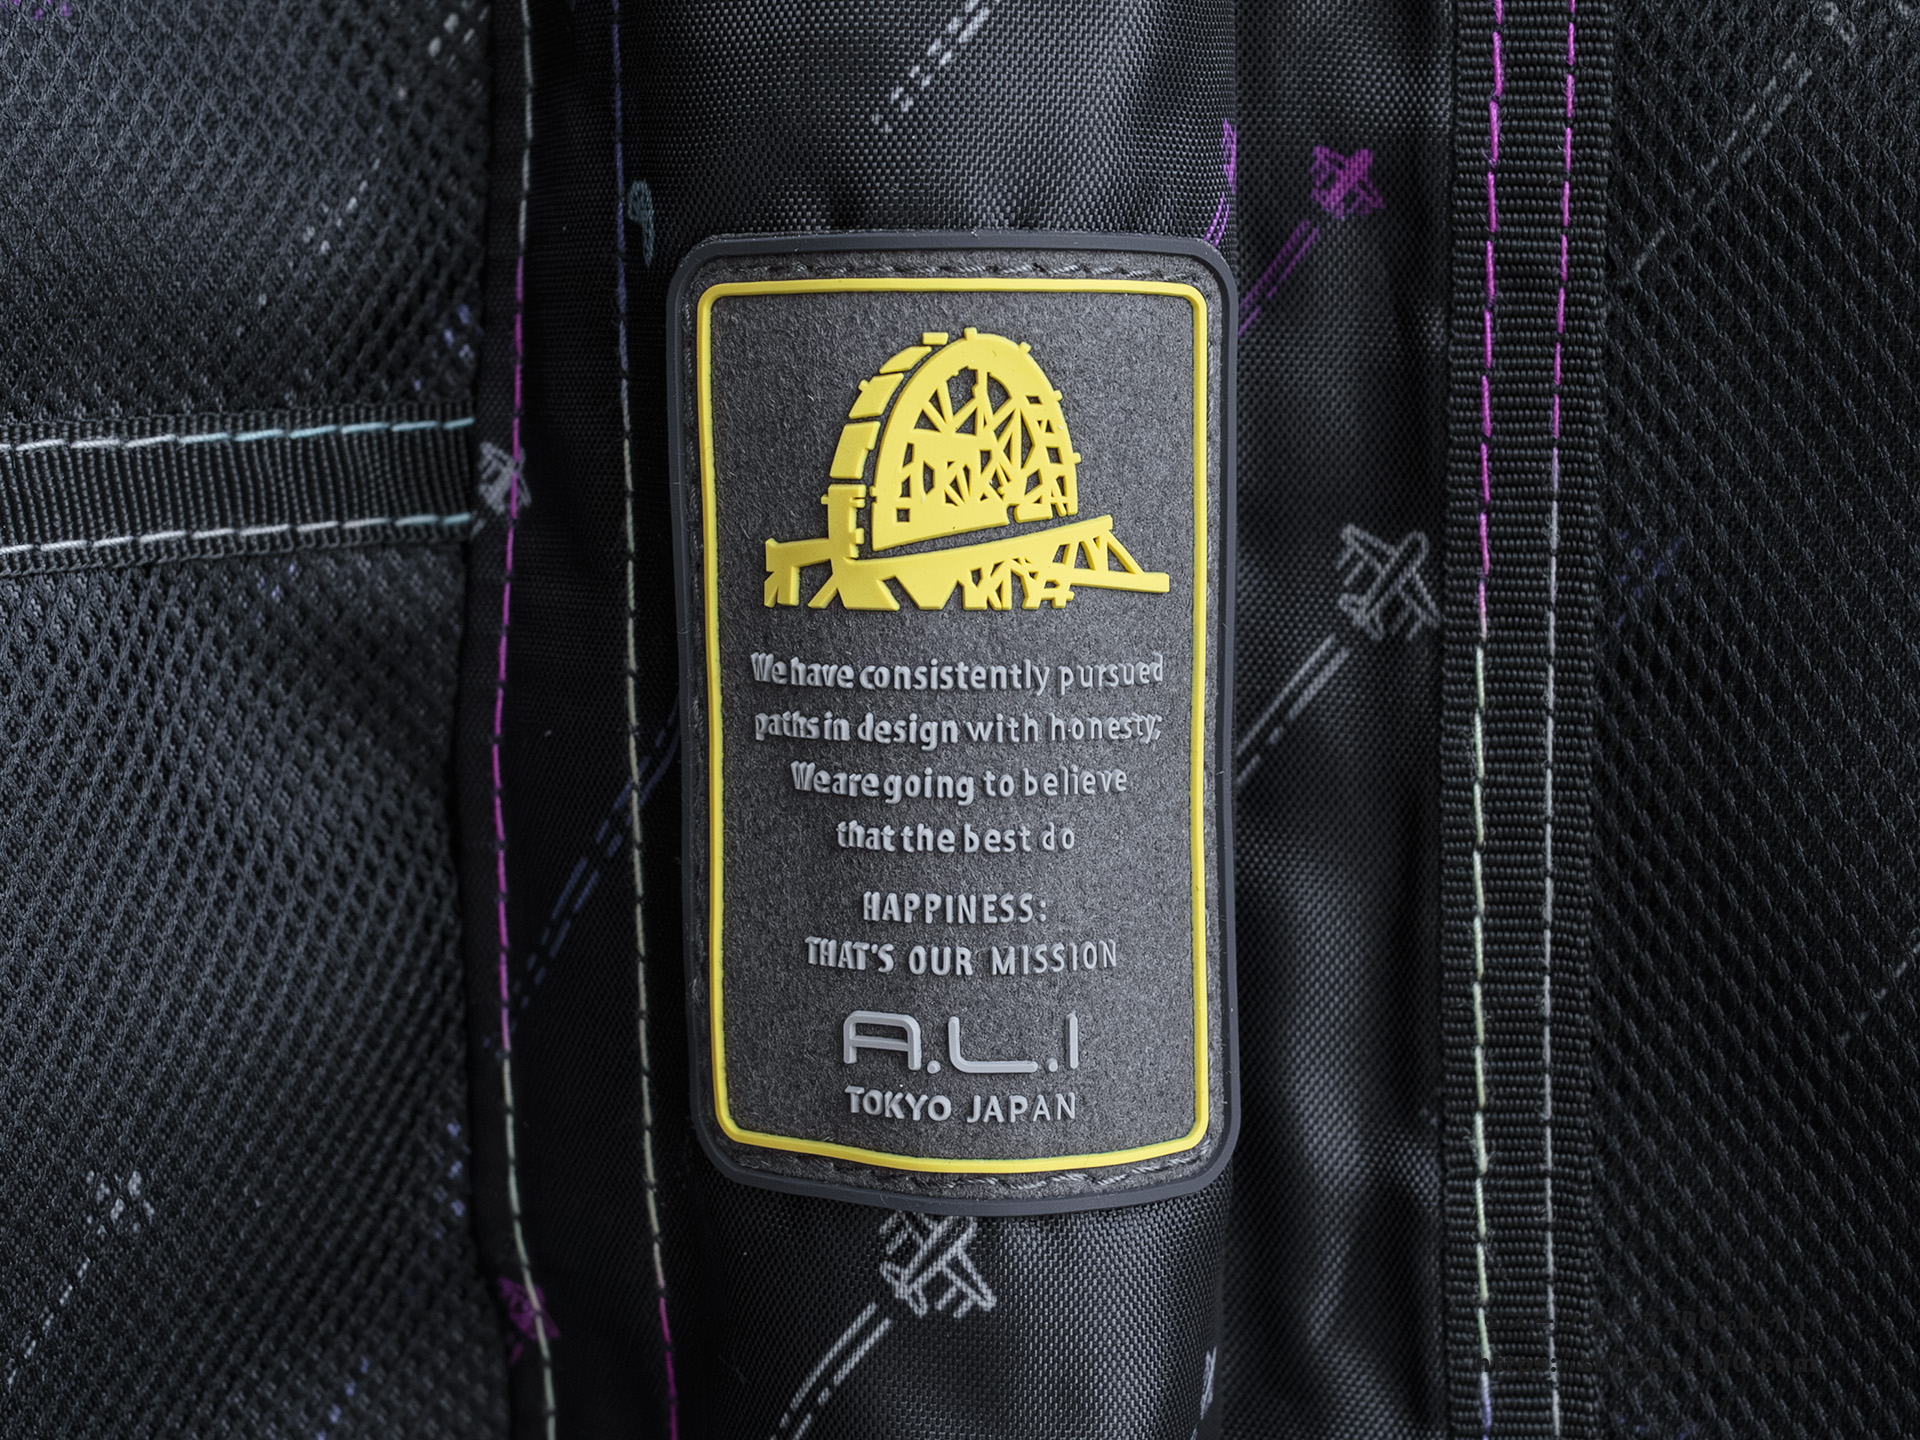 We have consistently pursued
paths in design with honesty;
We are going to believe
that the best do
HAPPINESS:
THAT'S OUR MISSION
A.L.I
TOKYO JAPAN